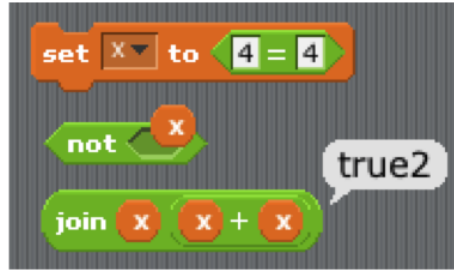 set x to 4 = 4
not x
true2
join x x + x